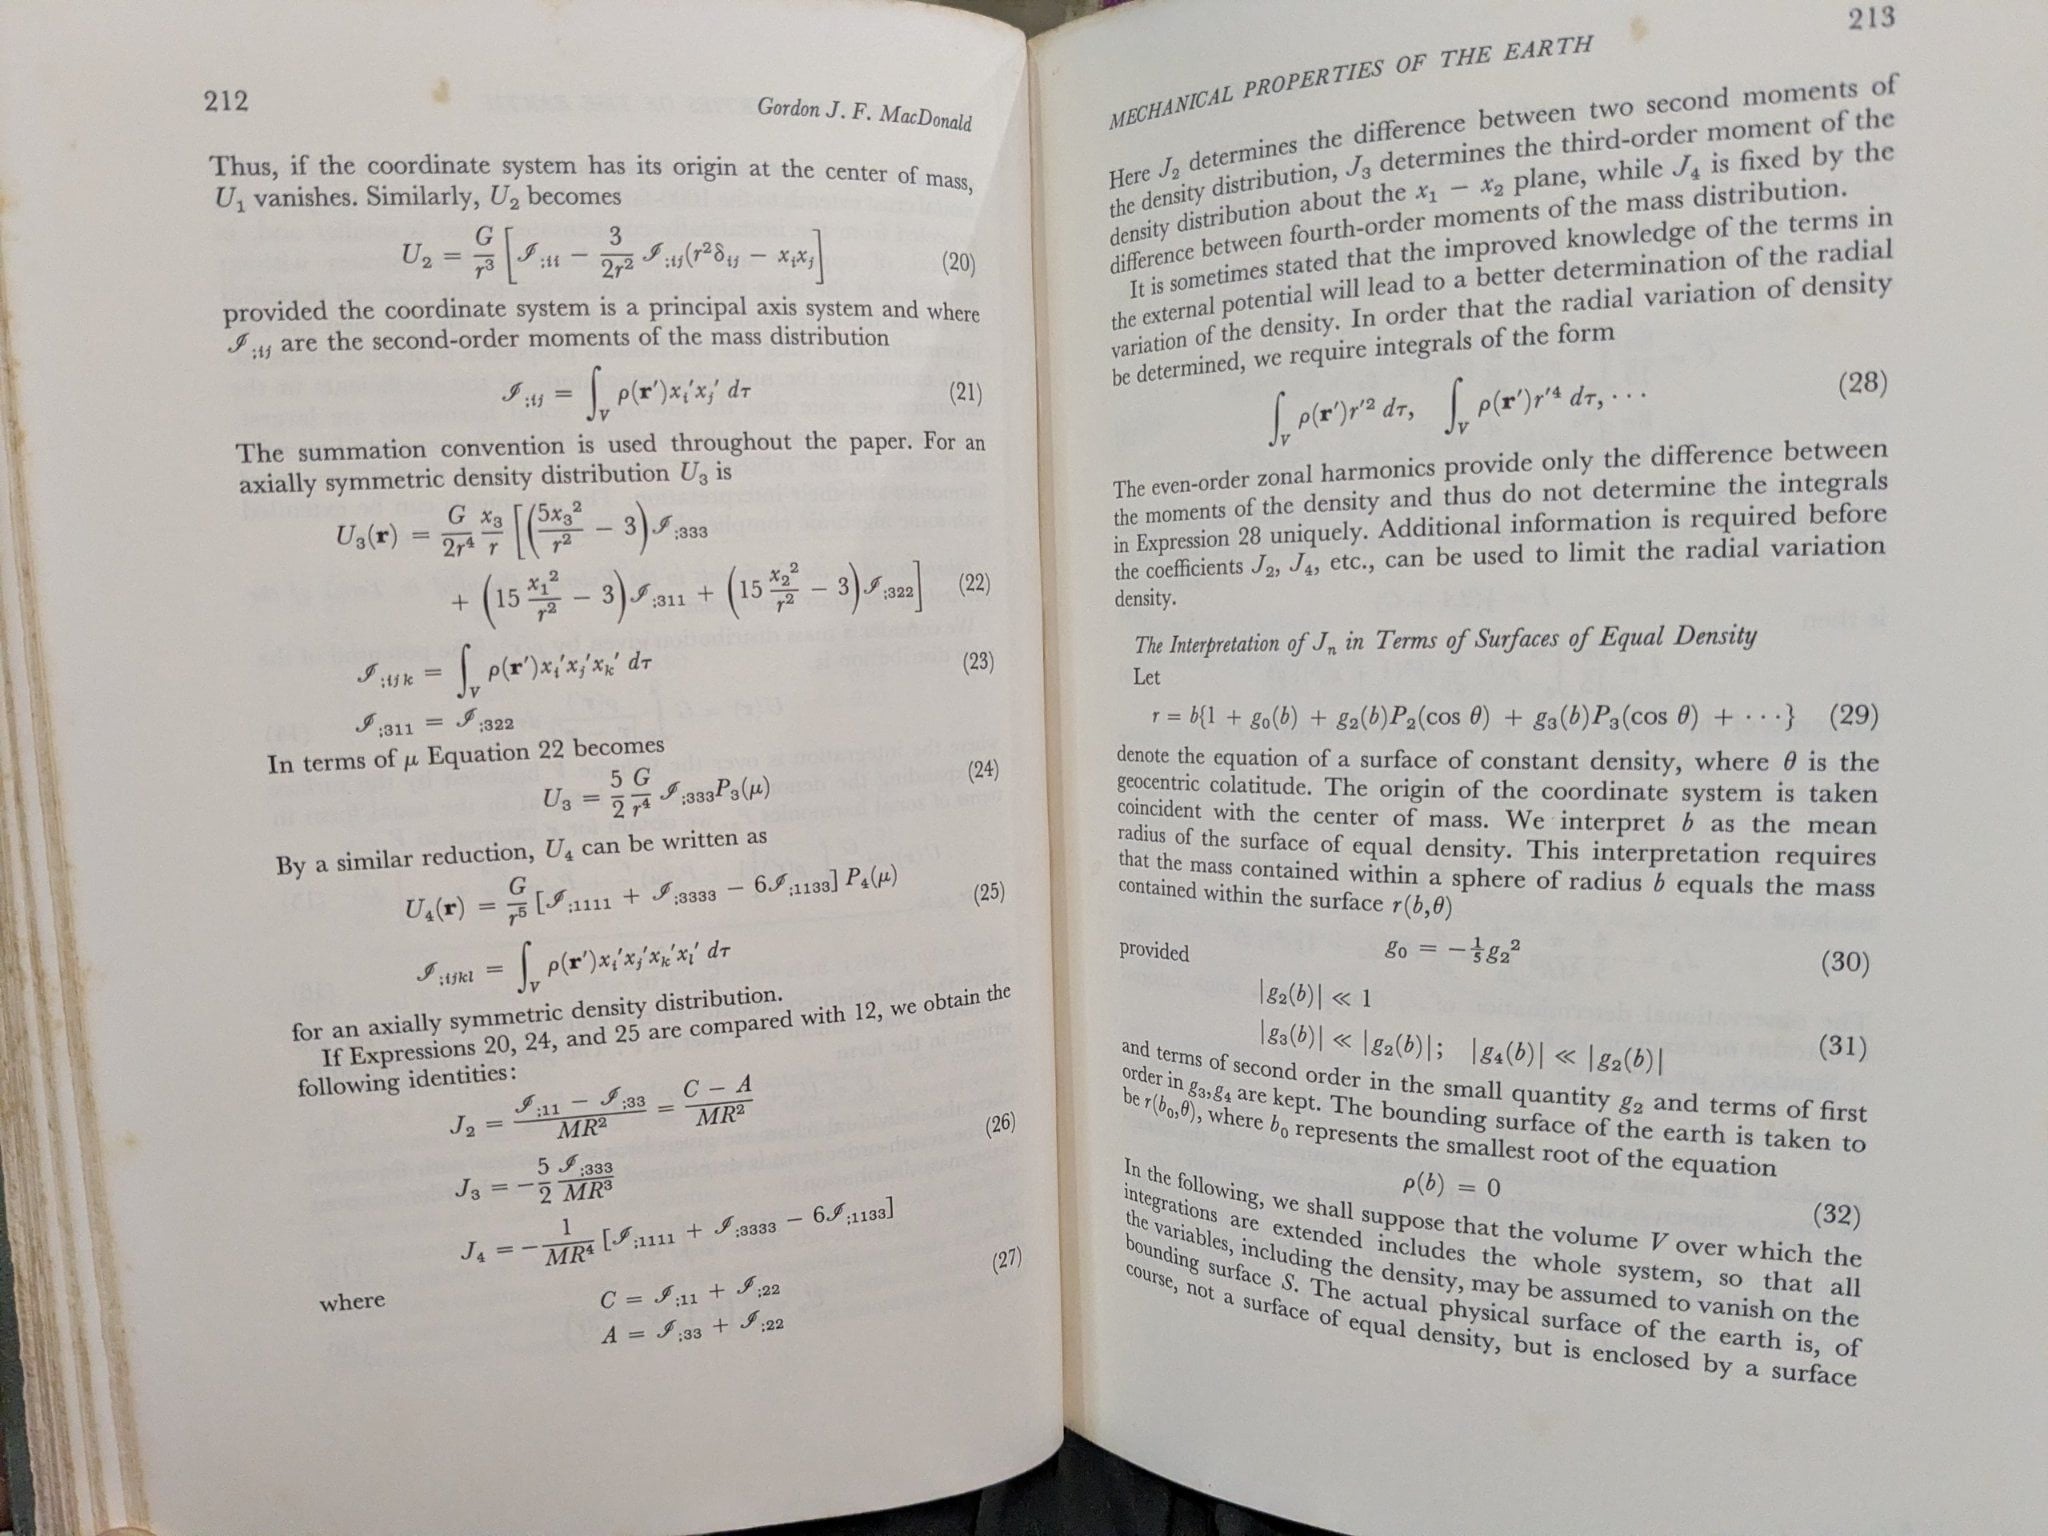 212
Gordon J. F. MacDonald
Thus, if the coordinate system has its origin at the center of mass,
U₁ vanishes. Similarly, U₂ becomes
U₂ = G/r³ [ℐ;ii − 3/2r² ℐ;ij(r²δij − xixj] (20)
provided the coordinate system is a principal axis system and where
ℐ;ij are the second-order moments of the mass distribution
ℐ;ij = ∫V ρ(r′)xi′xj′ dτ (21)
The summation convention is used throughout the paper. For an
axially symmetric density distribution U₃ is
U₃(r) = G/2r⁴ x₃/r [(5x₃²/r² − 3)ℐ;333
+ (15 x₁²/r² − 3)ℐ;311 + (15 x₂²/r² − 3)ℐ;322] (22)
ℐ;ijk = ∫V ρ(r′)xi′xj′xk′ dτ (23)
ℐ;311 = ℐ;322
In terms of μ Equation 22 becomes
U₃ = 5/2 G/r⁴ ℐ;333P₃(μ) (24)
By a similar reduction, U₄ can be written as
U₄(r) = G/r⁵ [ℐ;1111 + ℐ;3333 − 6ℐ;1133] P₄(μ) (25)
ℐ;ijkl = ∫V ρ(r′)xi′xj′xk′xl′ dτ
for an axially symmetric density distribution.
If Expressions 20, 24, and 25 are compared with 12, we obtain the
following identities:
J₂ = (ℐ;11 − ℐ;33)/MR² = (C − A)/MR² (26)
J₃ = −5/2 ℐ;333/MR³
J₄ = −1/MR⁴ [ℐ;1111 + ℐ;3333 − 6ℐ;1133]
where C = ℐ;11 + ℐ;22 (27)
A = ℐ;33 + ℐ;22
213
MECHANICAL PROPERTIES OF THE EARTH
Here J₂ determines the difference between two second moments of
the density distribution, J₃ determines the third-order moment of the
density distribution about the x₁ − x₂ plane, while J₄ is fixed by the
difference between fourth-order moments of the mass distribution.
It is sometimes stated that the improved knowledge of the terms in
the external potential will lead to a better determination of the radial
variation of the density. In order that the radial variation of density
be determined, we require integrals of the form
∫V ρ(r′)r′² dτ, ∫V ρ(r′)r′⁴ dτ, · · · (28)
The even-order zonal harmonics provide only the difference between
the moments of the density and thus do not determine the integrals
in Expression 28 uniquely. Additional information is required before
the coefficients J₂, J₄, etc., can be used to limit the radial variation
density.
The Interpretation of Jn in Terms of Surfaces of Equal Density
Let
r = b{1 + g₀(b) + g₂(b)P₂(cos θ) + g₃(b)P₃(cos θ) + · · ·} (29)
denote the equation of a surface of constant density, where θ is the
geocentric colatitude. The origin of the coordinate system is taken
coincident with the center of mass. We interpret b as the mean
radius of the surface of equal density. This interpretation requires
that the mass contained within a sphere of radius b equals the mass
contained within the surface r(b,θ)
g₀ = −⅕g₂² (30)
provided
|g₂(b)| ≪ 1
|g₃(b)| ≪ |g₂(b)|; |g₄(b)| ≪ |g₂(b)| (31)
and terms of second order in the small quantity g₂ and terms of first
order in g₃,g₄ are kept. The bounding surface of the earth is taken to
be r(b₀,θ), where b₀ represents the smallest root of the equation
ρ(b) = 0 (32)
In the following, we shall suppose that the volume V over which the
integrations are extended includes the whole system, so that all
the variables, including the density, may be assumed to vanish on the
bounding surface S. The actual physical surface of the earth is, of
course, not a surface of equal density, but is enclosed by a surface